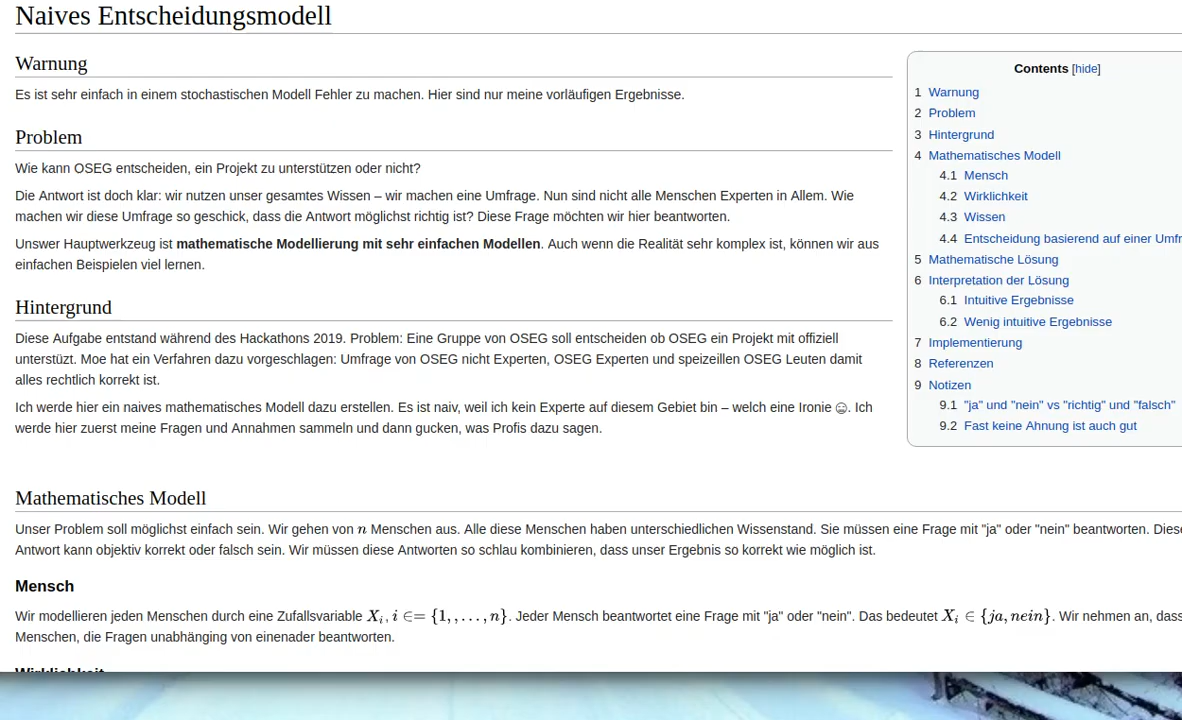 Naives Entscheidungsmodell
Warnung
Es ist sehr einfach in einem stochastischen Modell Fehler zu machen. Hier sind nur meine vorläufigen Ergebnisse.
Problem
Wie kann OSEG entscheiden, ein Projekt zu unterstützen oder nicht?
Die Antwort ist doch klar: wir nutzen unser gesamtes Wissen – wir machen eine Umfrage. Nun sind nicht alle Menschen Experten in Allem. Wie
machen wir diese Umfrage so geschick, dass die Antwort möglichst richtig ist? Diese Frage möchten wir hier beantworten.
Unswer Hauptwerkzeug ist mathematische Modellierung mit sehr einfachen Modellen. Auch wenn die Realität sehr komplex ist, können wir aus
einfachen Beispielen viel lernen.
Hintergrund
Diese Aufgabe entstand während des Hackathons 2019. Problem: Eine Gruppe von OSEG soll entscheiden ob OSEG ein Projekt mit offiziell
unterstüzt. Moe hat ein Verfahren dazu vorgeschlagen: Umfrage von OSEG nicht Experten, OSEG Experten und speizeillen OSEG Leuten damit
alles rechtlich korrekt ist.
Ich werde hier ein naives mathematisches Modell dazu erstellen. Es ist naiv, weil ich kein Experte auf diesem Gebiet bin – welch eine Ironie 😉. Ich
werde hier zuerst meine Fragen und Annahmen sammeln und dann gucken, was Profis dazu sagen.
Contents [hide]
1 Warnung
2 Problem
3 Hintergrund
4 Mathematisches Modell
4.1 Mensch
4.2 Wirklichkeit
4.3 Wissen
4.4 Entscheidung basierend auf einer Umfr
5 Mathematische Lösung
6 Interpretation der Lösung
6.1 Intuitive Ergebnisse
6.2 Wenig intuitive Ergebnisse
7 Implementierung
8 Referenzen
9 Notizen
9.1 "ja" und "nein" vs "richtig" und "falsch"
9.2 Fast keine Ahnung ist auch gut
Mathematisches Modell
Unser Problem soll möglichst einfach sein. Wir gehen von n Menschen aus. Alle diese Menschen haben unterschiedlichen Wissenstand. Sie müssen eine Frage mit "ja" oder "nein" beantworten. Diese
Antwort kann objektiv korrekt oder falsch sein. Wir müssen diese Antworten so schlau kombinieren, dass unser Ergebnis so korrekt wie möglich ist.
Mensch
Wir modellieren jeden Menschen durch eine Zufallsvariable X_i, i ∈= {1, , . . . , n}. Jeder Mensch beantwortet eine Frage mit "ja" oder "nein". Das bedeutet X_i ∈ {ja, nein}. Wir nehmen an, dass
Menschen, die Fragen unabhänging von einenader beantworten.
Wirklichkeit